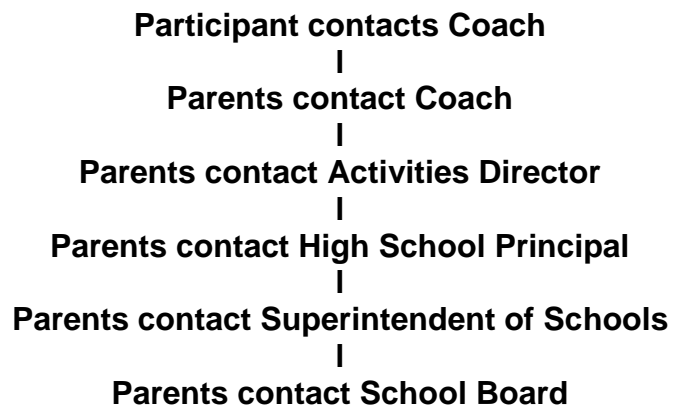 Participant contacts Coach
I
Parents contact Coach
I
Parents contact Activities Director
I
Parents contact High School Principal
I
Parents contact Superintendent of Schools
I
Parents contact School Board